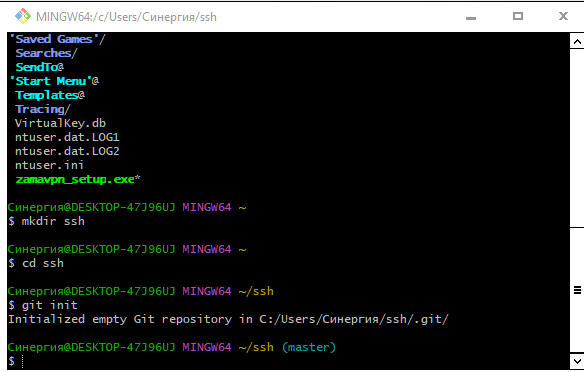 MINGW64:/c/Users/Синергия/ssh
'Saved Games'/
Searches/
SendTo@
'Start Menu'@
Templates@
Tracing/
VirtualKey.db
ntuser.dat.LOG1
ntuser.dat.LOG2
ntuser.ini
zamavpn_setup.exe*
Синергия@DESKTOP-47J96UJ MINGW64 ~
$ mkdir ssh
Синергия@DESKTOP-47J96UJ MINGW64 ~
$ cd ssh
Синергия@DESKTOP-47J96UJ MINGW64 ~/ssh
$ git init
Initialized empty Git repository in C:/Users/Синергия/ssh/.git/
Синергия@DESKTOP-47J96UJ MINGW64 ~/ssh (master)
$